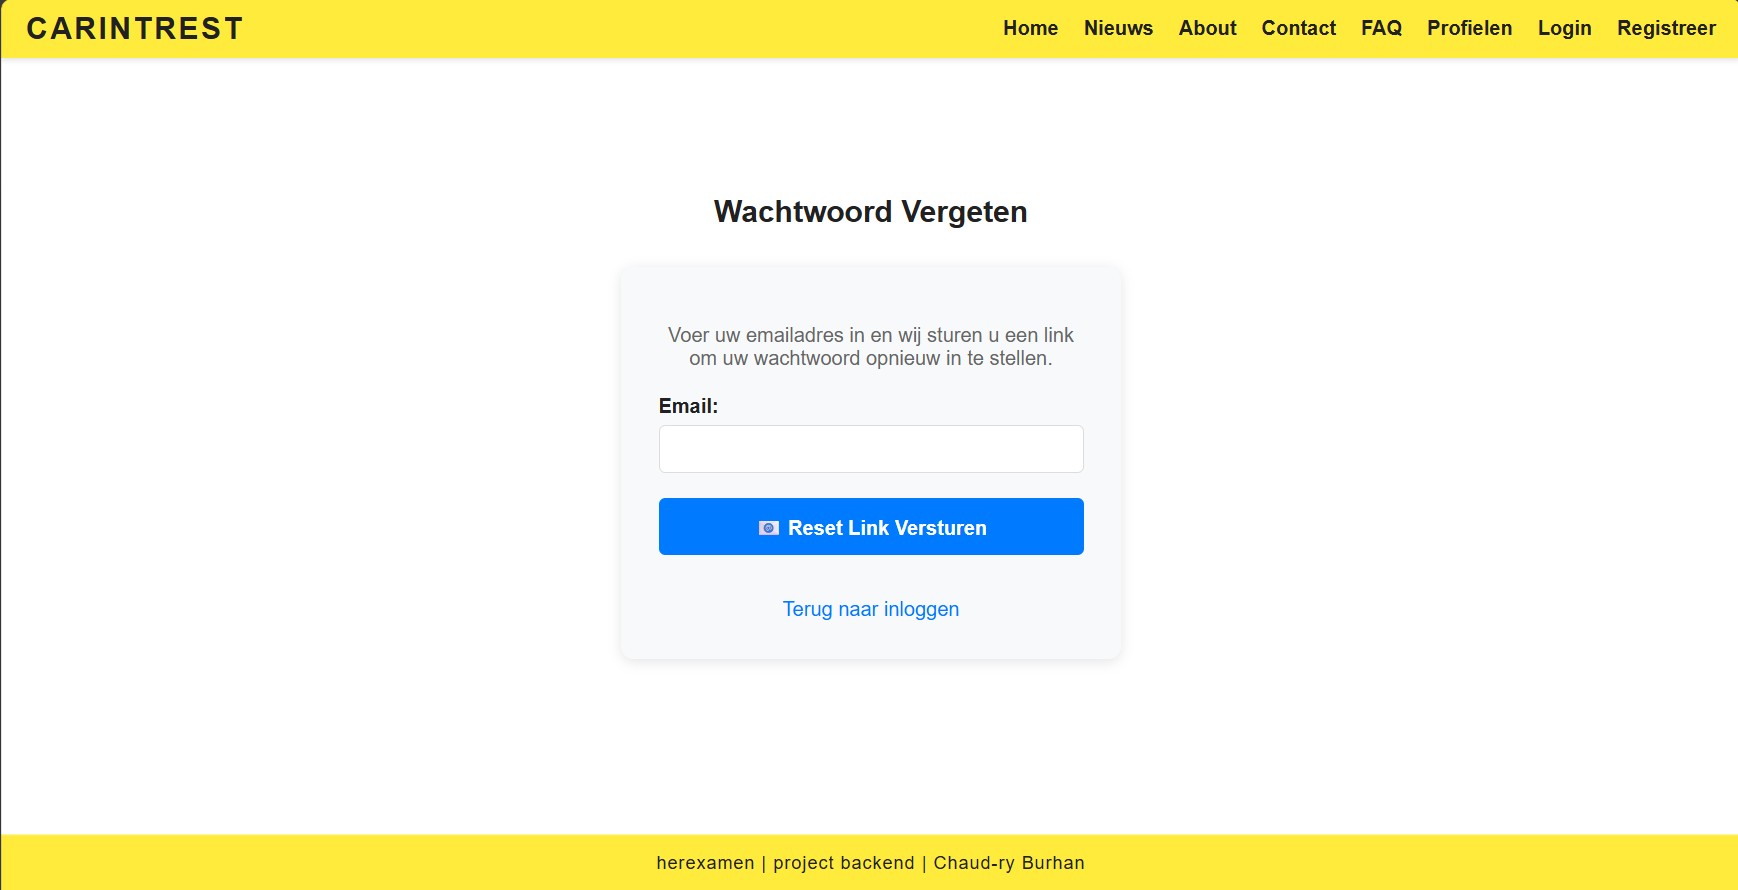 CARINTREST
Home Nieuws About Contact FAQ Profielen Login Registreer
Wachtwoord Vergeten
Voer uw emailadres in en wij sturen u een link
om uw wachtwoord opnieuw in te stellen.
Email:
Reset Link Versturen
Terug naar inloggen
herexamen | project backend | Chaud-ry Burhan